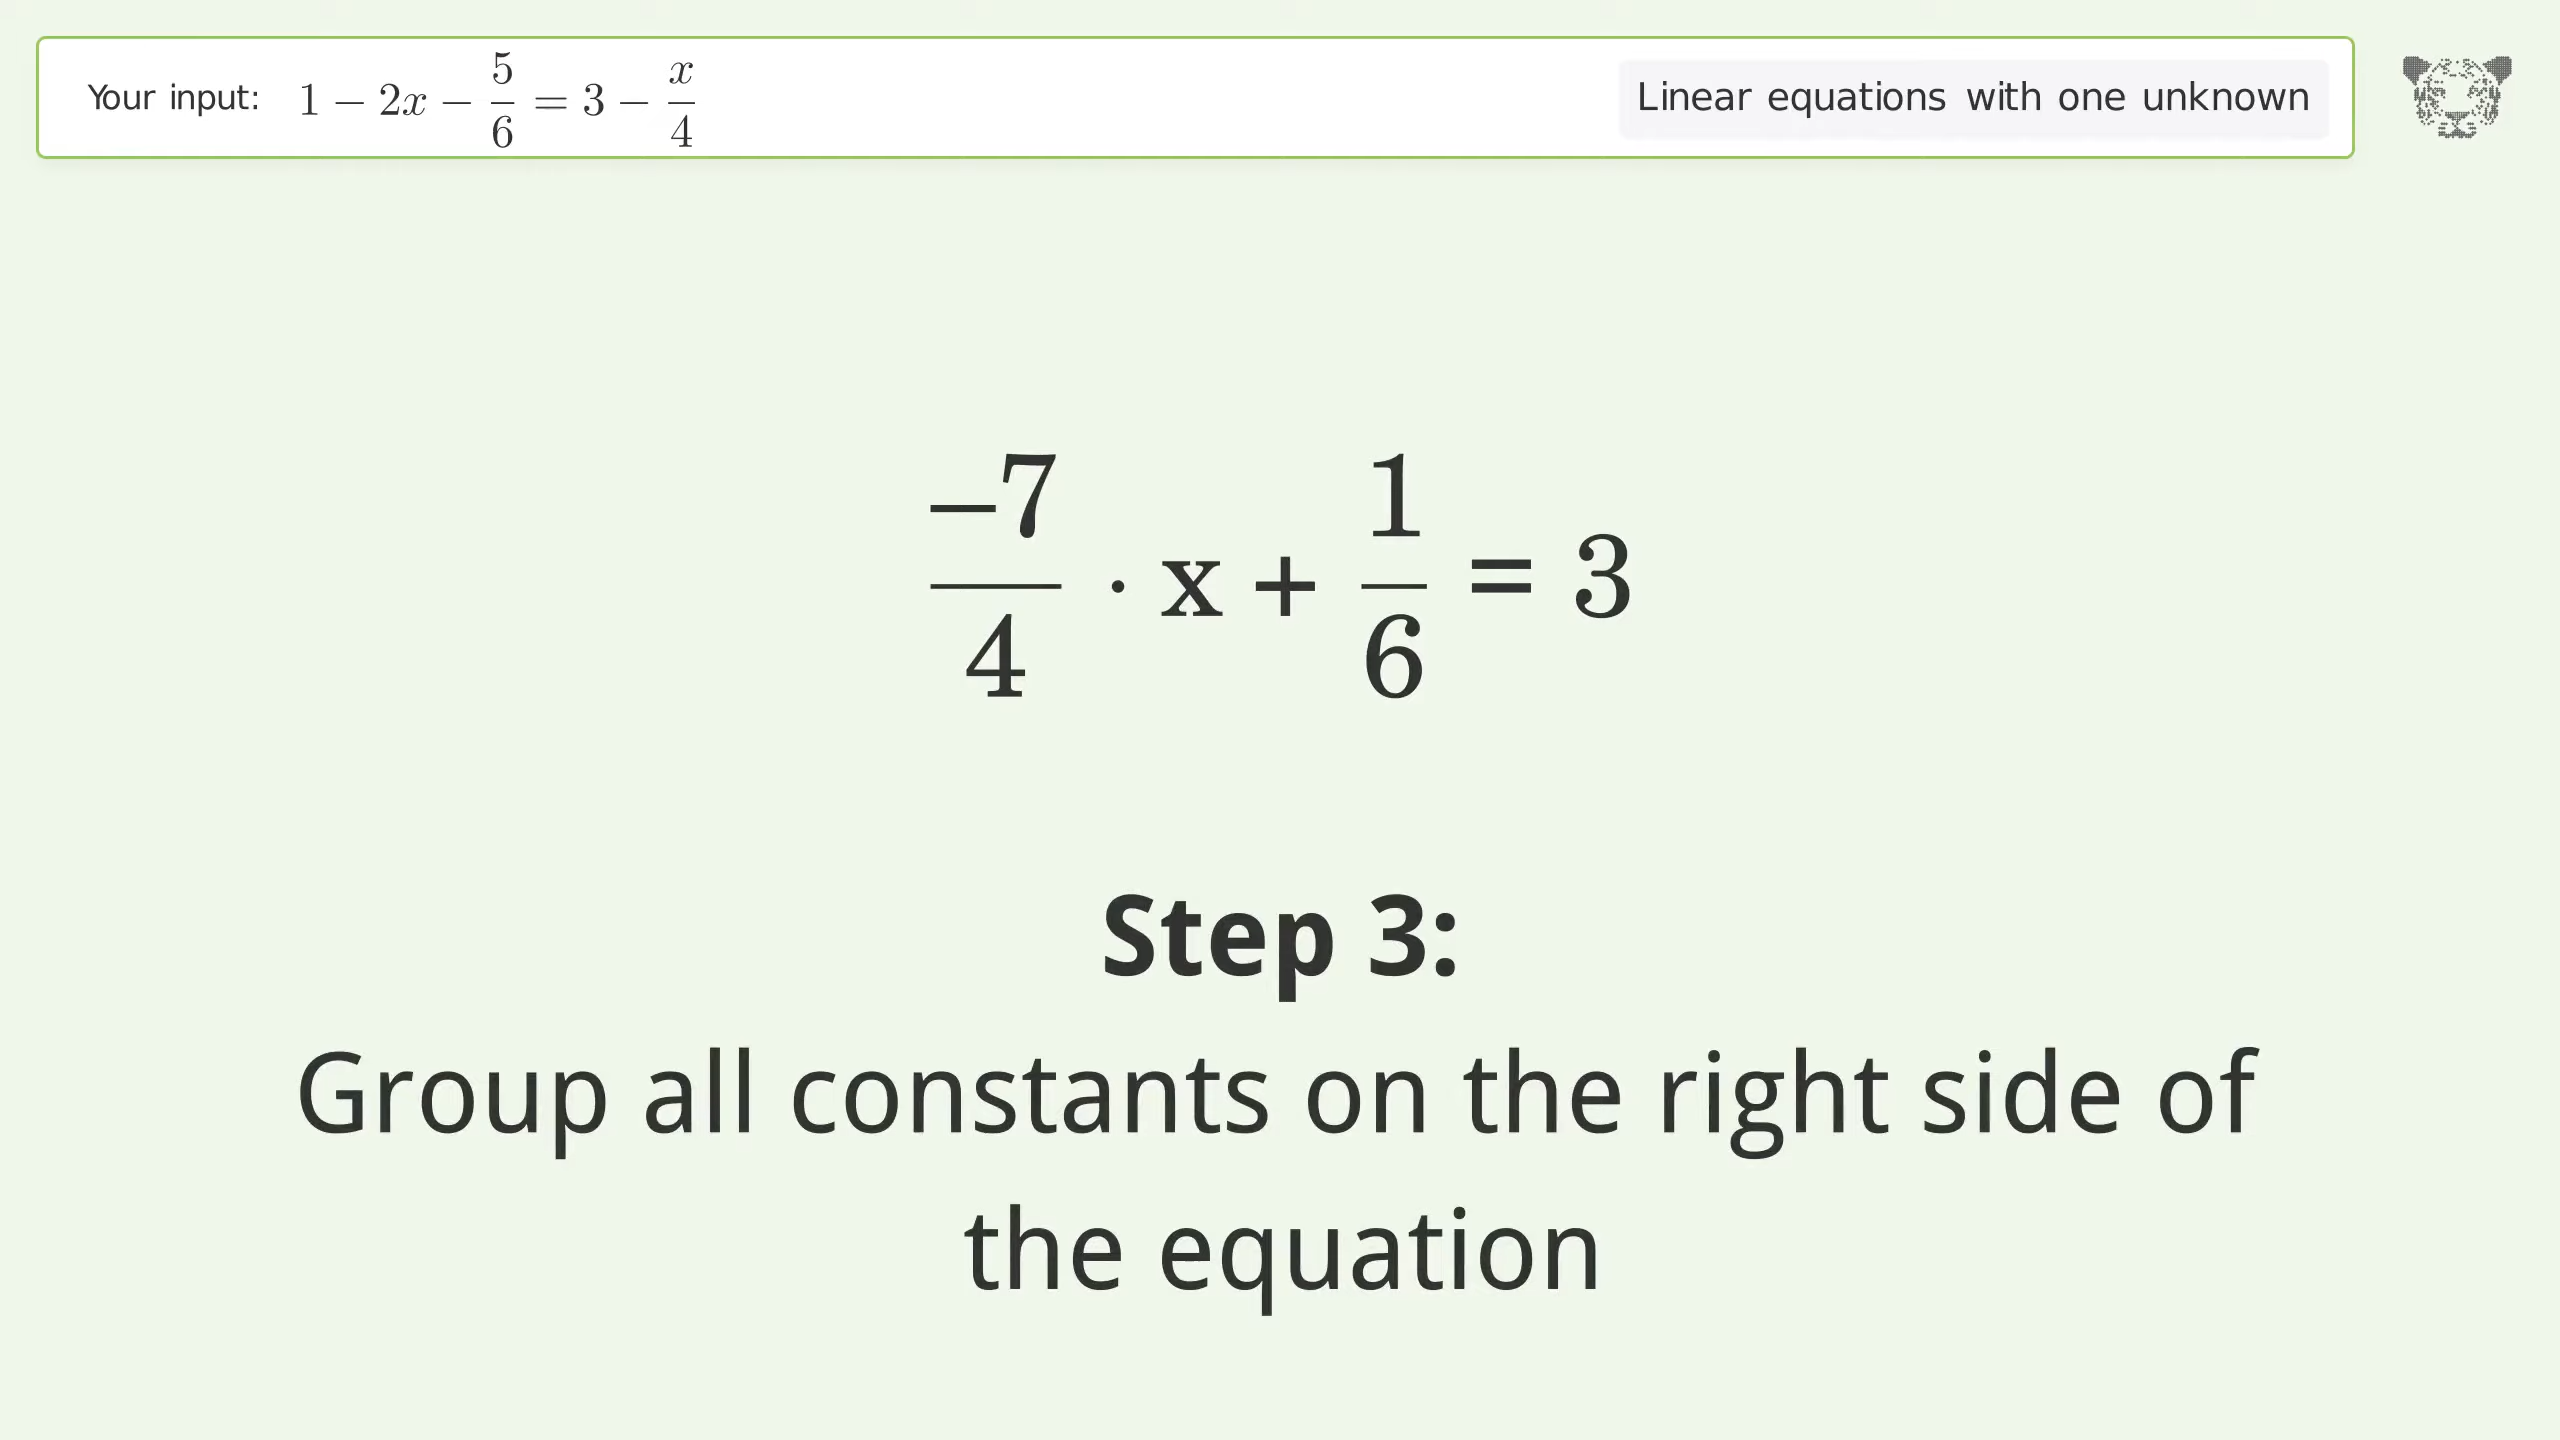 Your input: 1 − 2x − 5/6 = 3 − x/4
Linear equations with one unknown
−7/4 · x + 1/6 = 3
Step 3:
Group all constants on the right side of
the equation